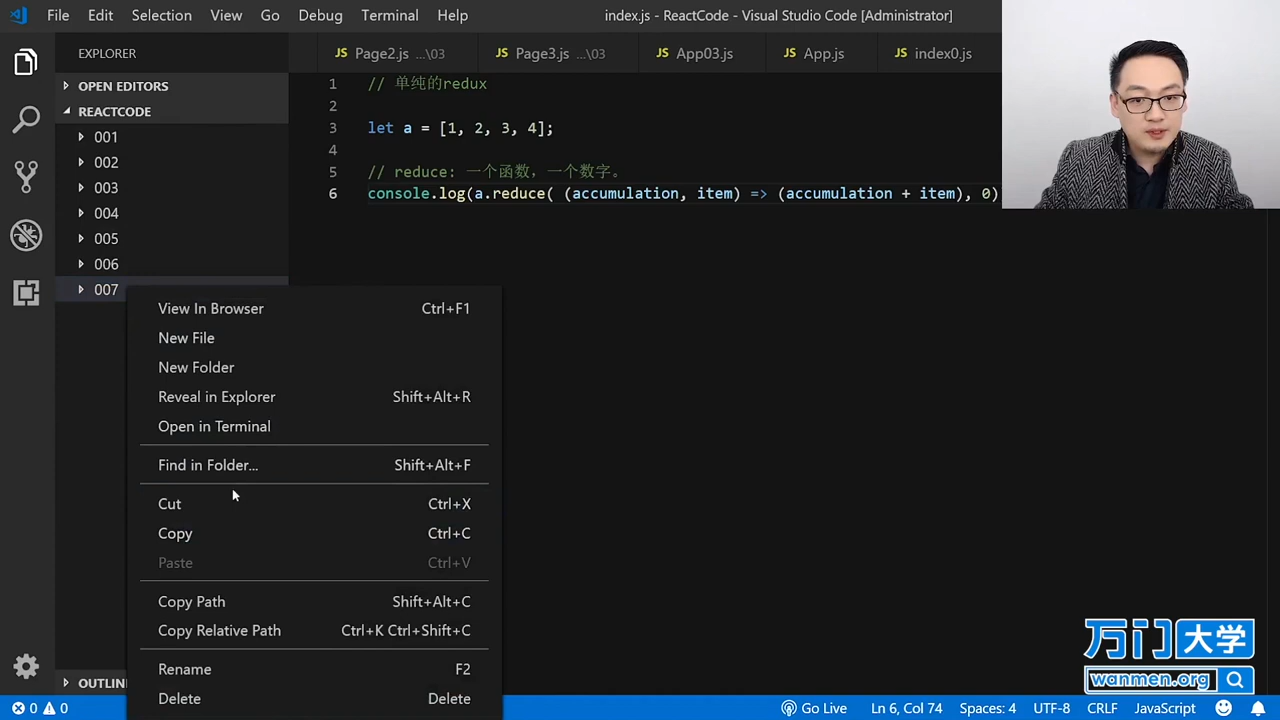 File Edit Selection View Go Debug Terminal Help
index.js - ReactCode - Visual Studio Code [Administrator]
EXPLORER
JS Page2.js ...\03
JS Page3.js ...\03
JS App03.js
JS App.js
JS index0.js
OPEN EDITORS
REACTCODE
001
002
003
004
005
006
007
1 // 单纯的redux
2
3 let a = [1, 2, 3, 4];
4
5 // reduce: 一个函数，一个数字。
6 console.log(a.reduce( (accumulation, item) => (accumulation + item), 0)
View In Browser Ctrl+F1
New File
New Folder
Reveal in Explorer Shift+Alt+R
Open in Terminal
Find in Folder... Shift+Alt+F
Cut Ctrl+X
Copy Ctrl+C
Paste Ctrl+V
Copy Path Shift+Alt+C
Copy Relative Path Ctrl+K Ctrl+Shift+C
Rename F2
Delete Delete
OUTLIN
万门大学
wanmen.org
0 0
Go Live Ln 6, Col 74 Spaces: 4 UTF-8 CRLF JavaScript